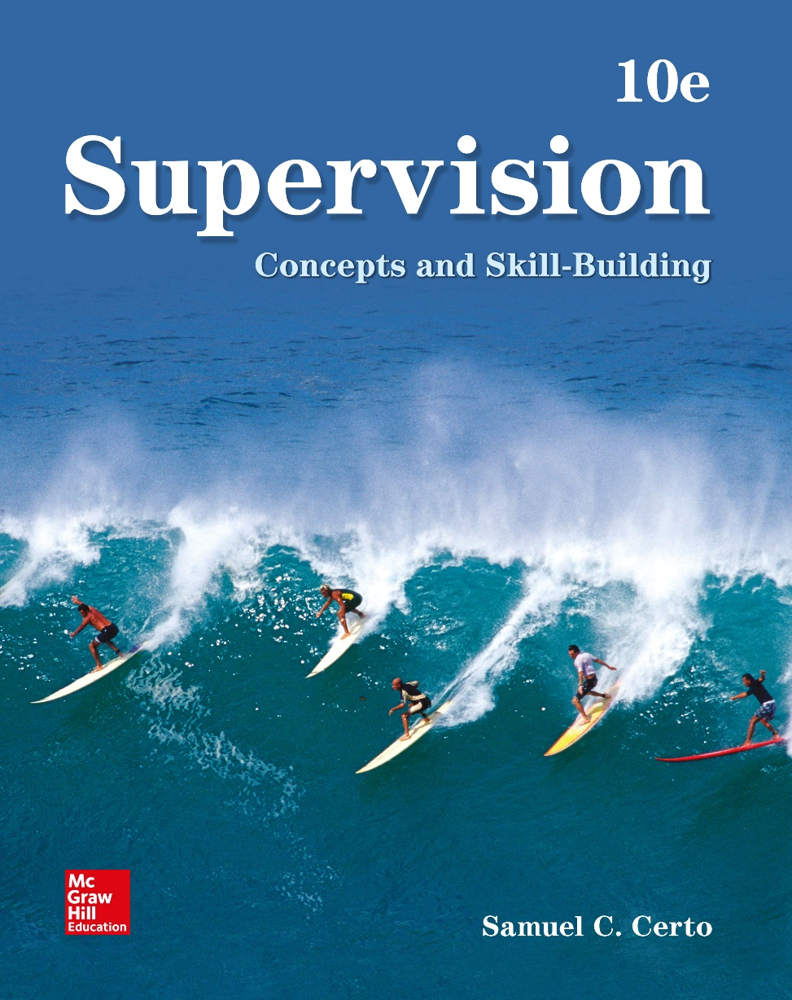 10e
Supervision
Concepts and Skill-Building
Mc
Graw
Hill
Education
Samuel C. Certo